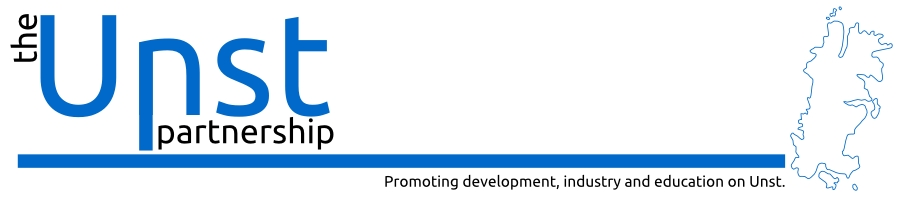 the
Unst
partnership
Promoting development, industry and education on Unst.